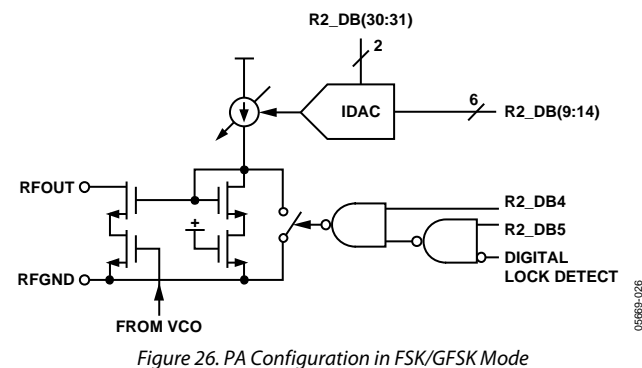 R2_DB(30:31)
2
IDAC
6
R2_DB(9:14)
+
RFOUT
R2_DB4
R2_DB5
DIGITAL
LOCK DETECT
RFGND
FROM VCO
05669-026
Figure 26. PA Configuration in FSK/GFSK Mode